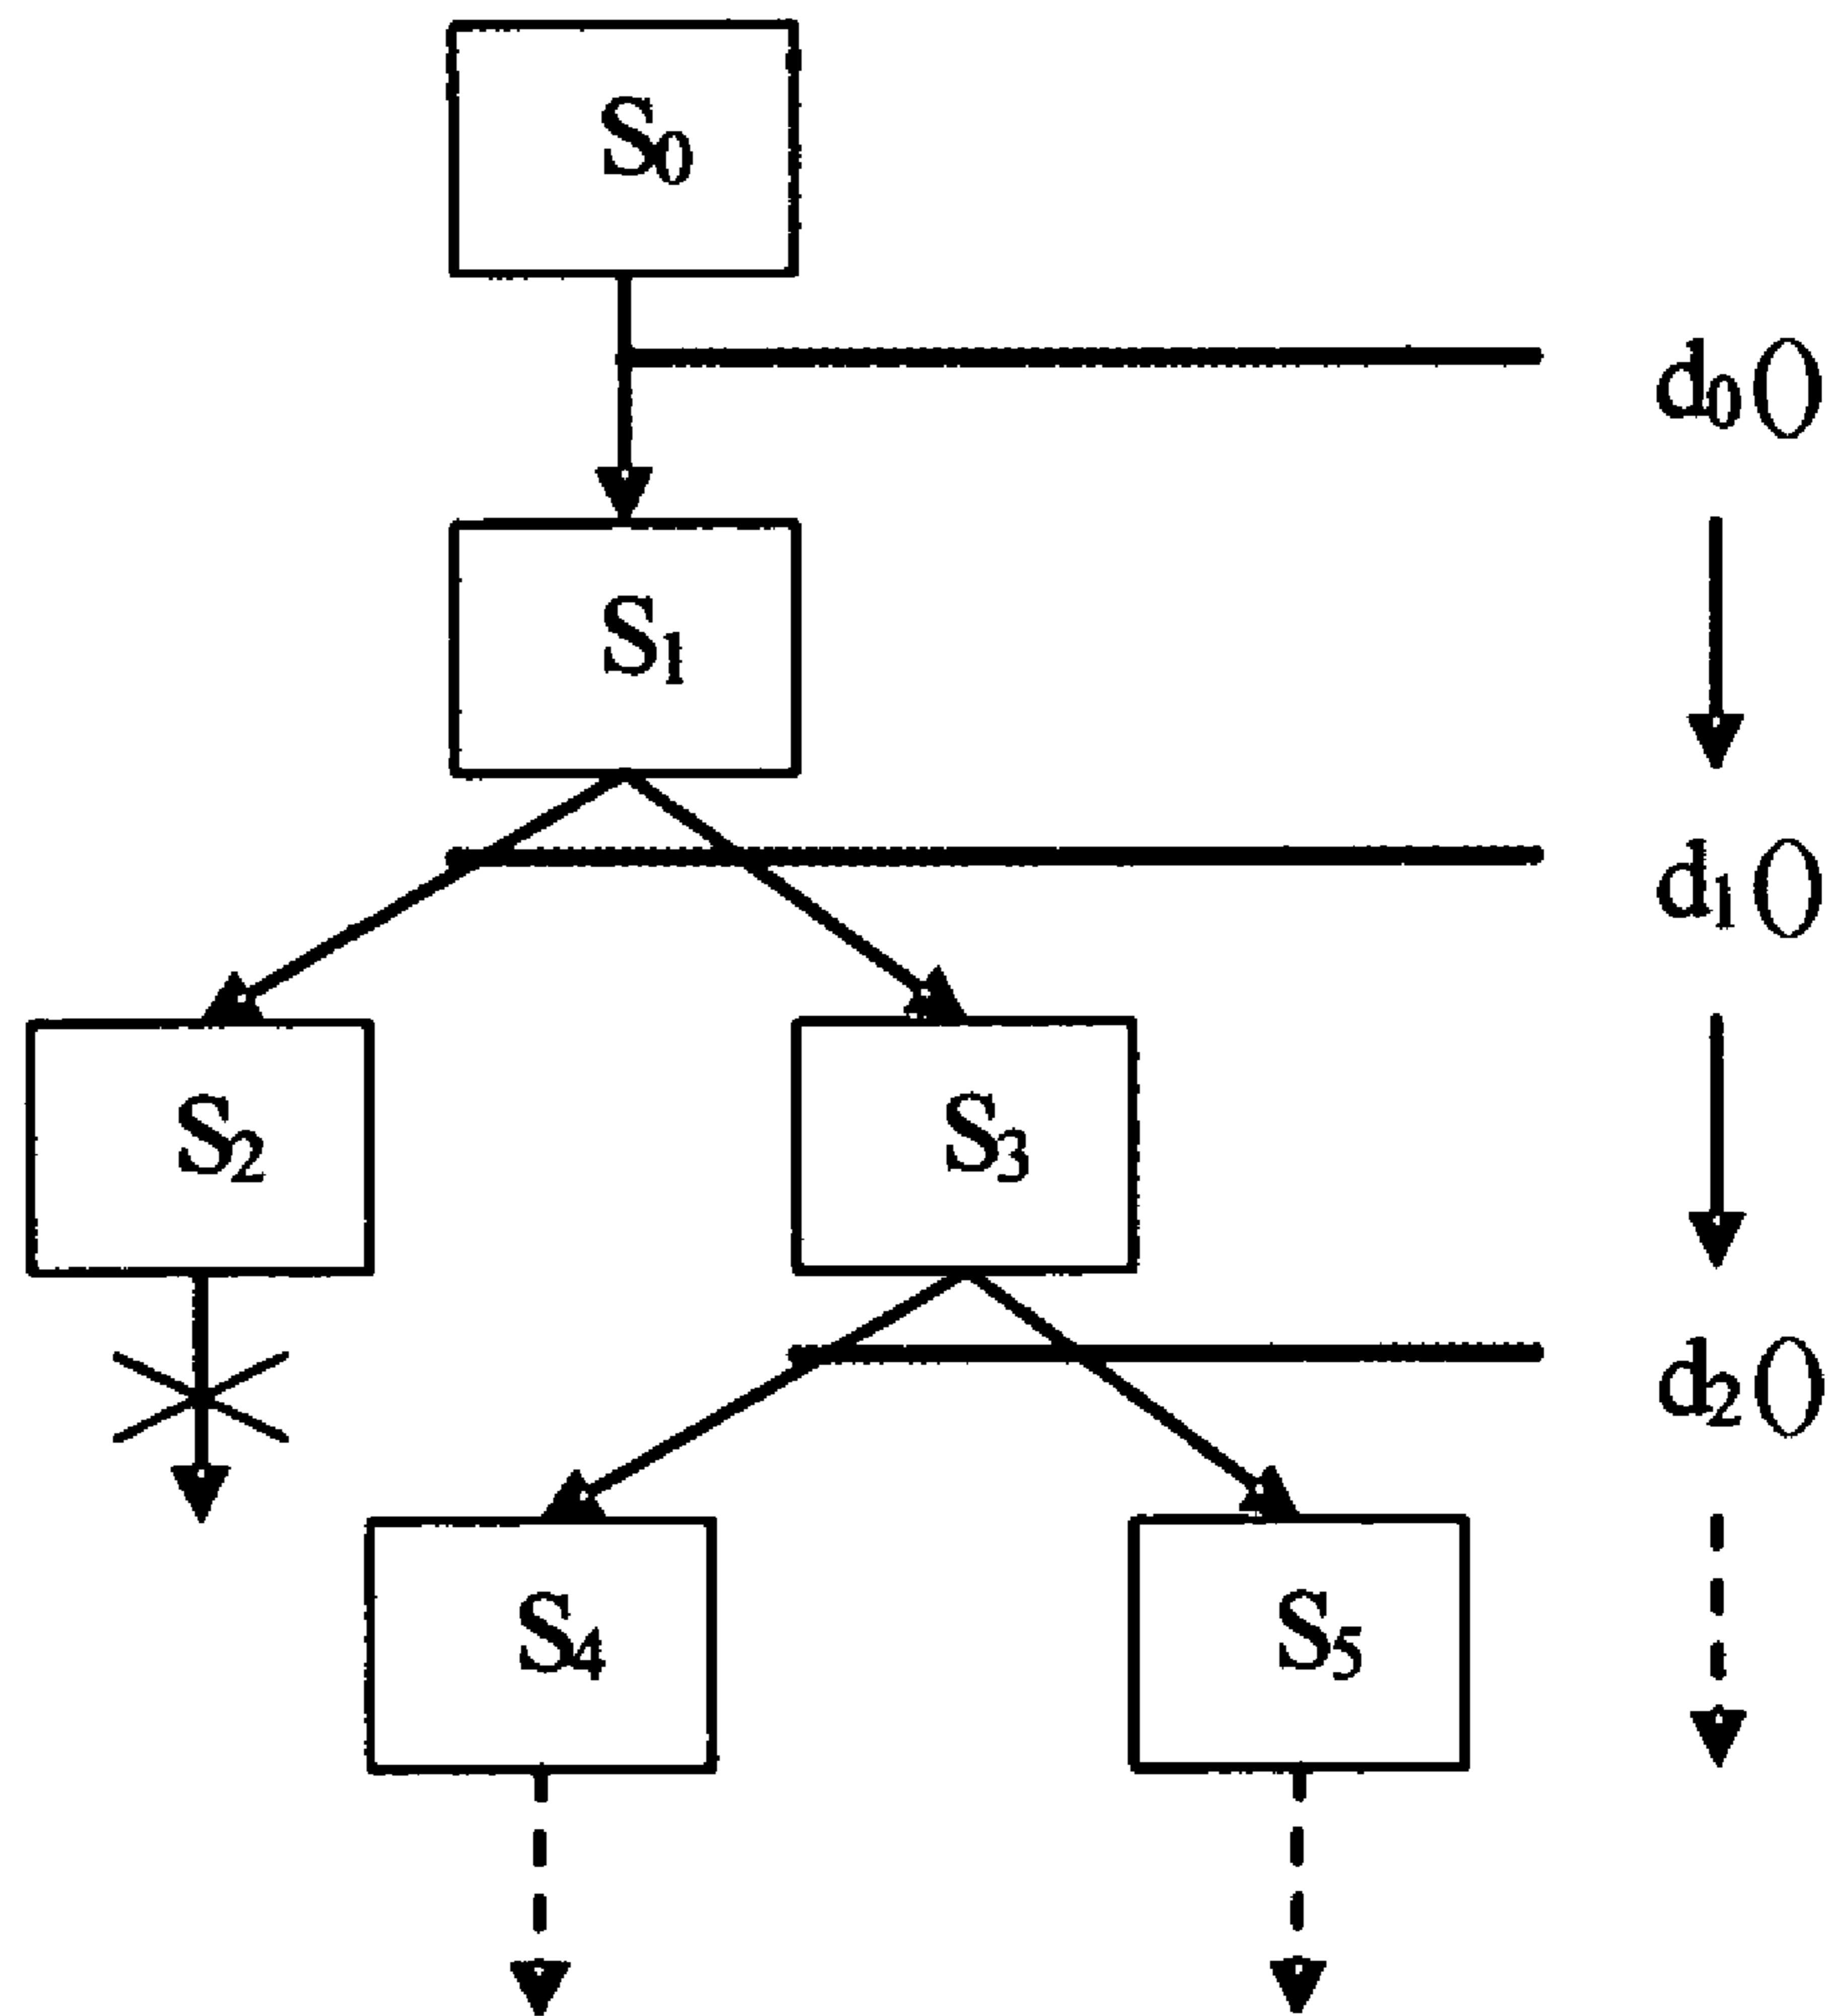 S₀
d₀()
S₁
d₁()
S₂ S₃
d₂()
S₄ S₅